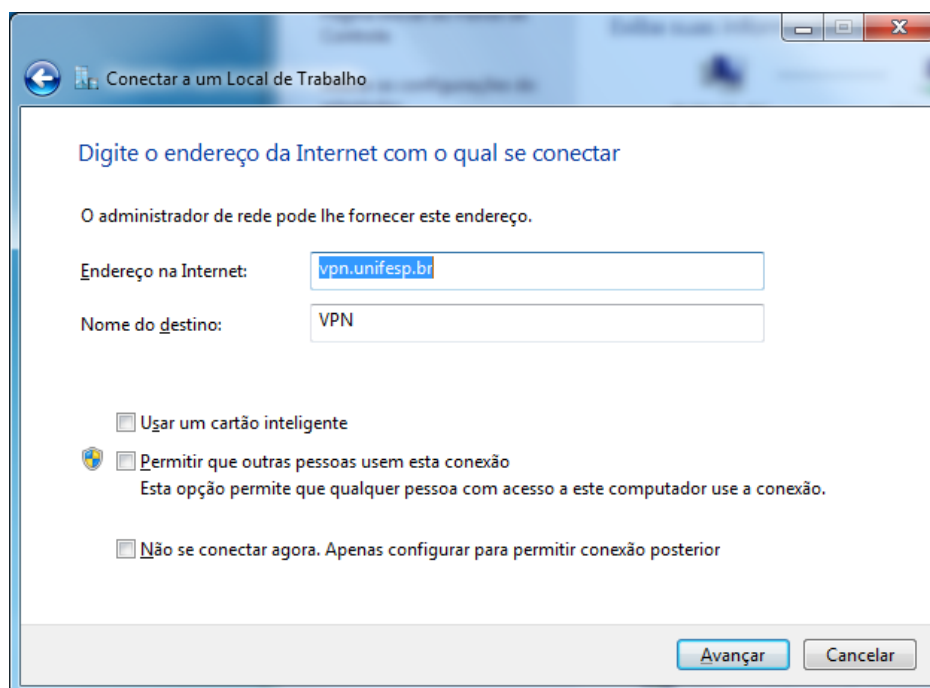 Conectar a um Local de Trabalho
Digite o endereço da Internet com o qual se conectar
O administrador de rede pode lhe fornecer este endereço.
Endereço na Internet:
vpn.unifesp.br
Nome do destino:
VPN
Usar um cartão inteligente
Permitir que outras pessoas usem esta conexão
Esta opção permite que qualquer pessoa com acesso a este computador use a conexão.
Não se conectar agora. Apenas configurar para permitir conexão posterior
Avançar
Cancelar